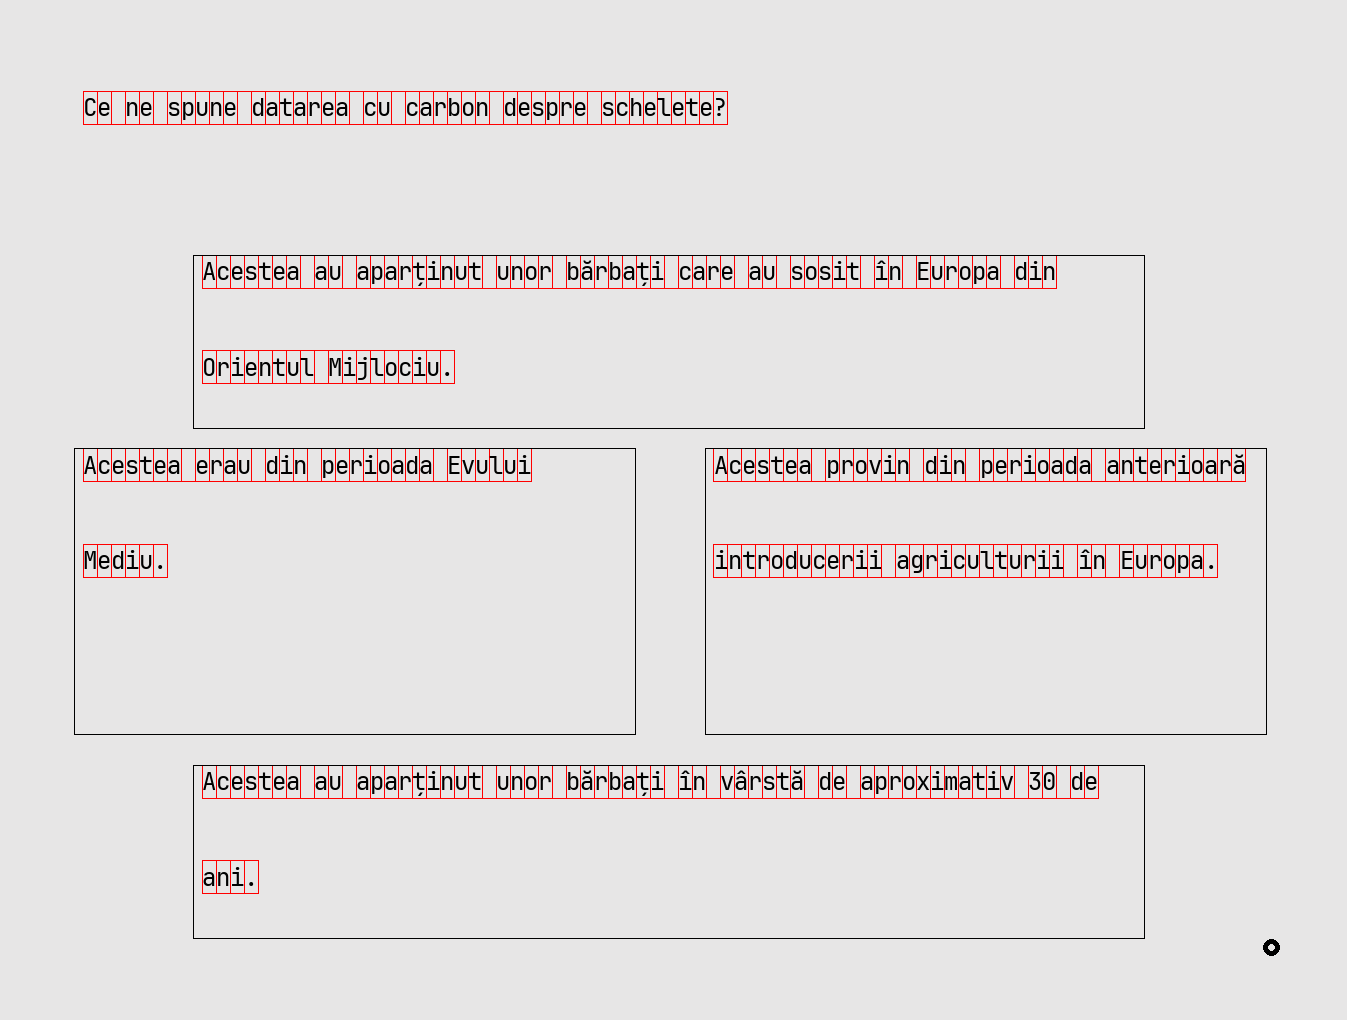 Ce ne spune datarea cu carbon despre schelete?
Acestea au aparținut unor bărbați care au sosit în Europa din
Orientul Mijlociu.
Acestea erau din perioada Evului
Mediu.
Acestea provin din perioada anterioară
introducerii agriculturii în Europa.
Acestea au aparținut unor bărbați în vârstă de aproximativ 30 de
ani.